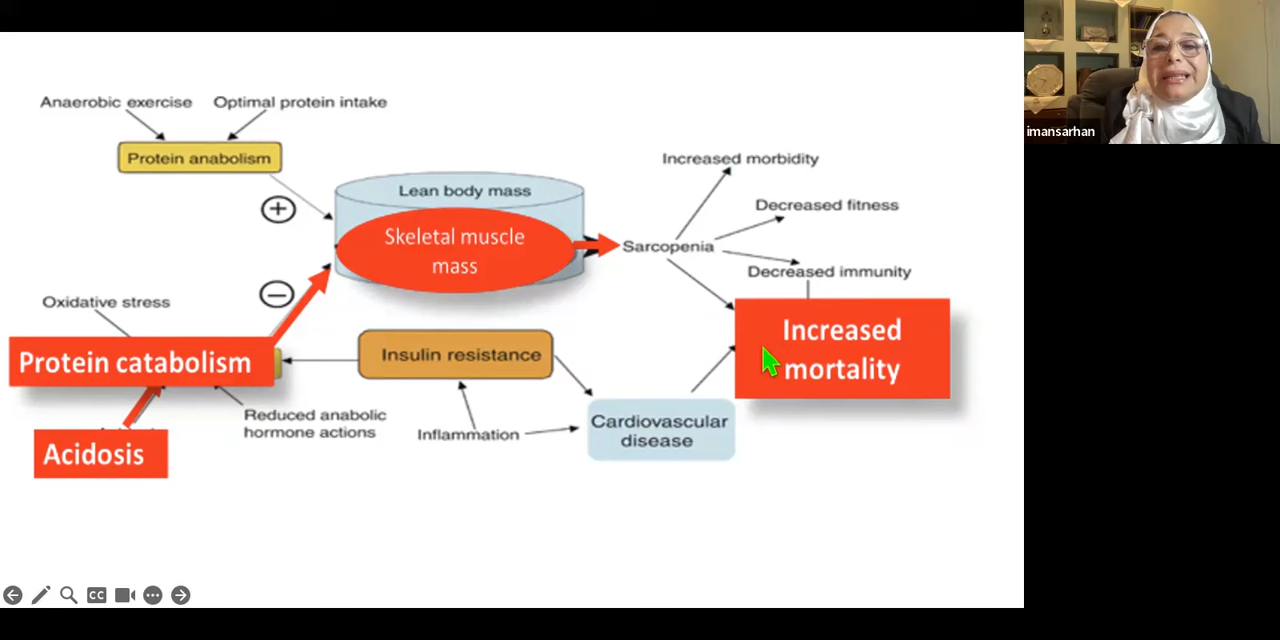 Anaerobic exercise
Optimal protein intake
Protein anabolism
+
Lean body mass
Skeletal muscle
mass
Sarcopenia
Increased morbidity
Decreased fitness
Decreased immunity
Increased
mortality
−
Oxidative stress
Protein catabolism
Acidosis
Reduced anabolic
hormone actions
Insulin resistance
Inflammation
Cardiovascular
disease
imansarhan
CC